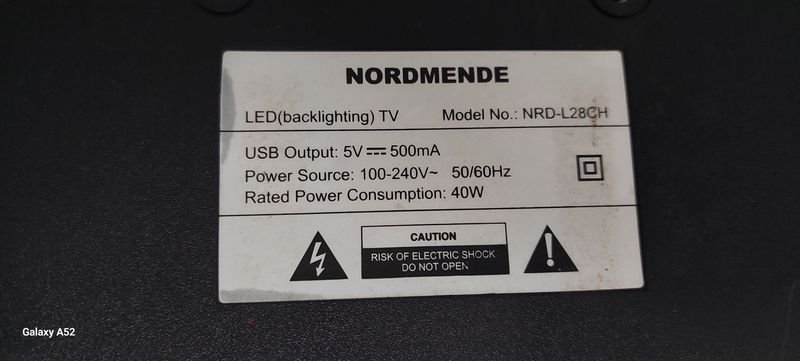 NORDMENDE
LED(backlighting) TV Model No.: NRD-L28CH
USB Output: 5V⎓500mA
Power Source: 100-240V~ 50/60Hz
Rated Power Consumption: 40W
CAUTION
RISK OF ELECTRIC SHOCK
DO NOT OPEN
Galaxy A52